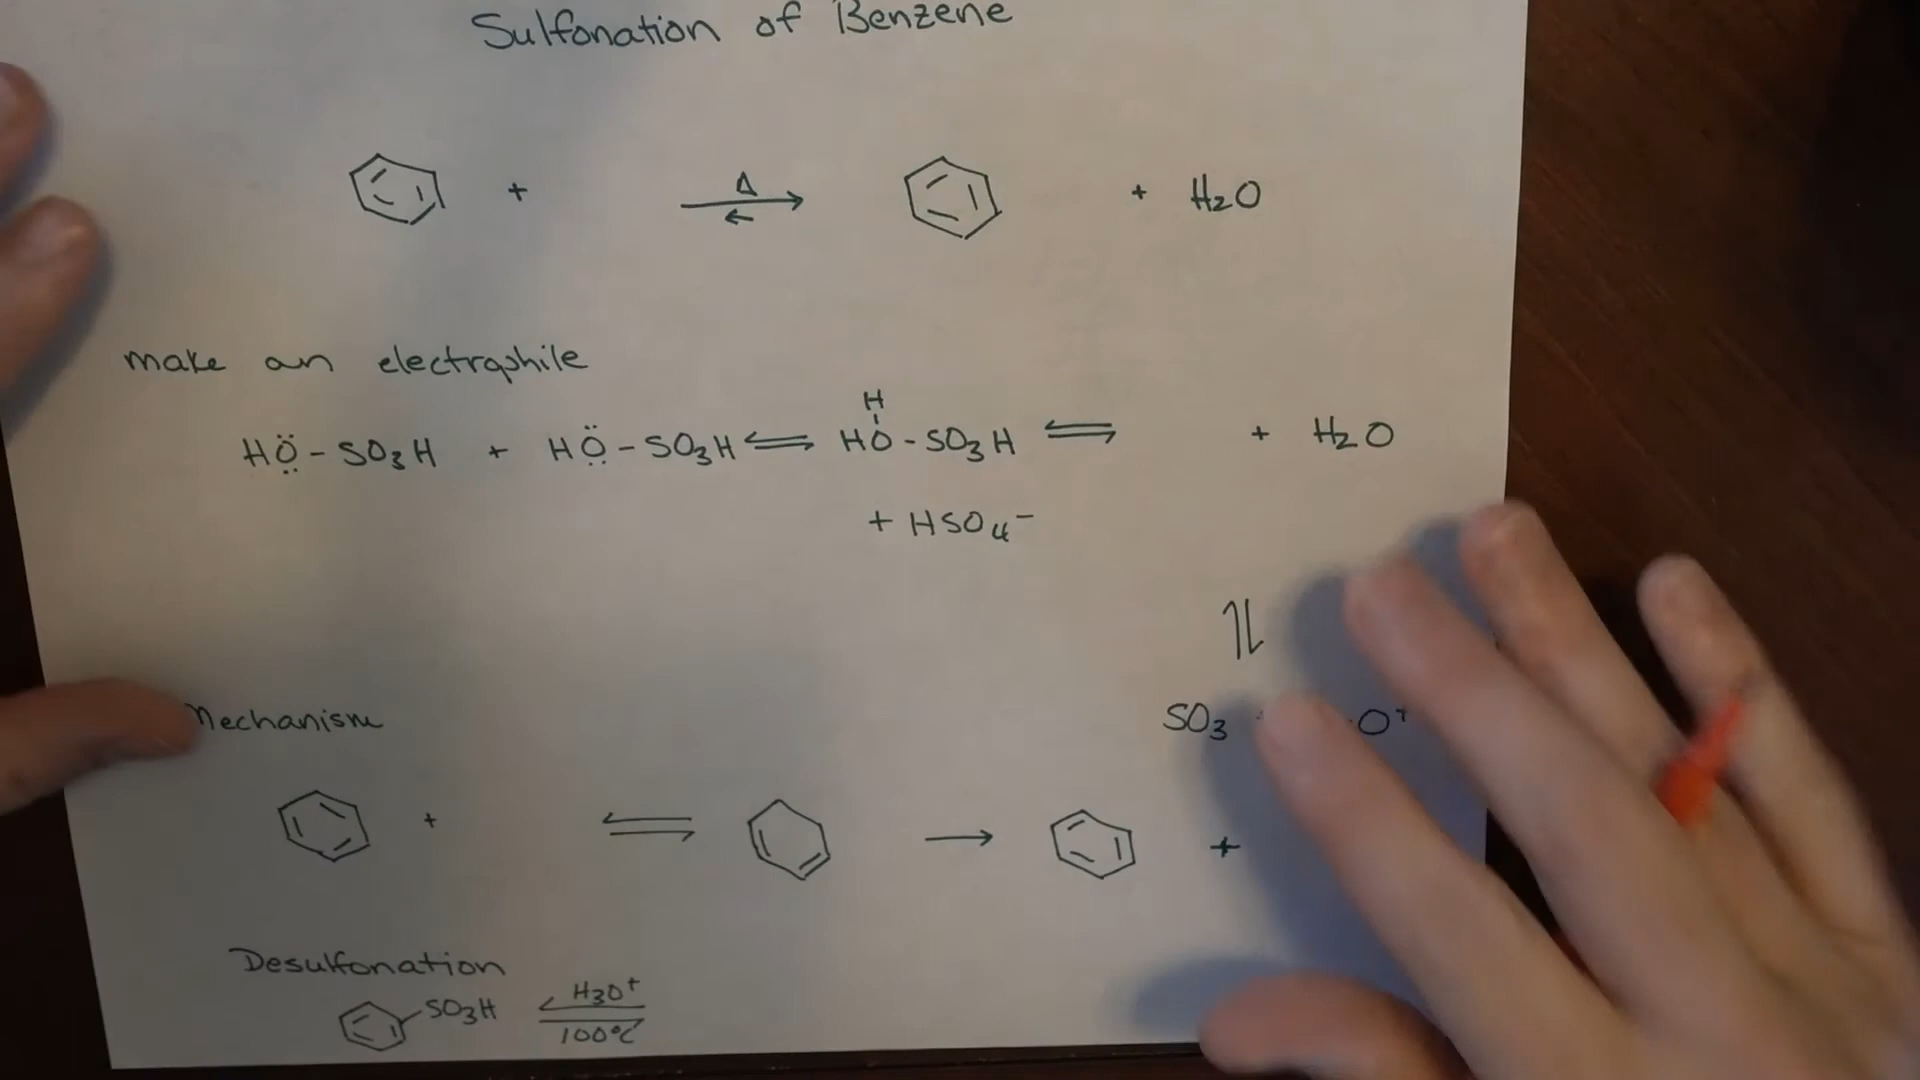 Sulfonation of Benzene
+ Δ + H2O
make an electrophile
HÖ - SO3H + HÖ - SO3H ⇌ HO - SO3H ⇌ + H2O
H
+ HSO4-
⇌
Mechanism
SO3 O+
+ ⇌ → +
Desulfonation
SO3H H3O+
100°C